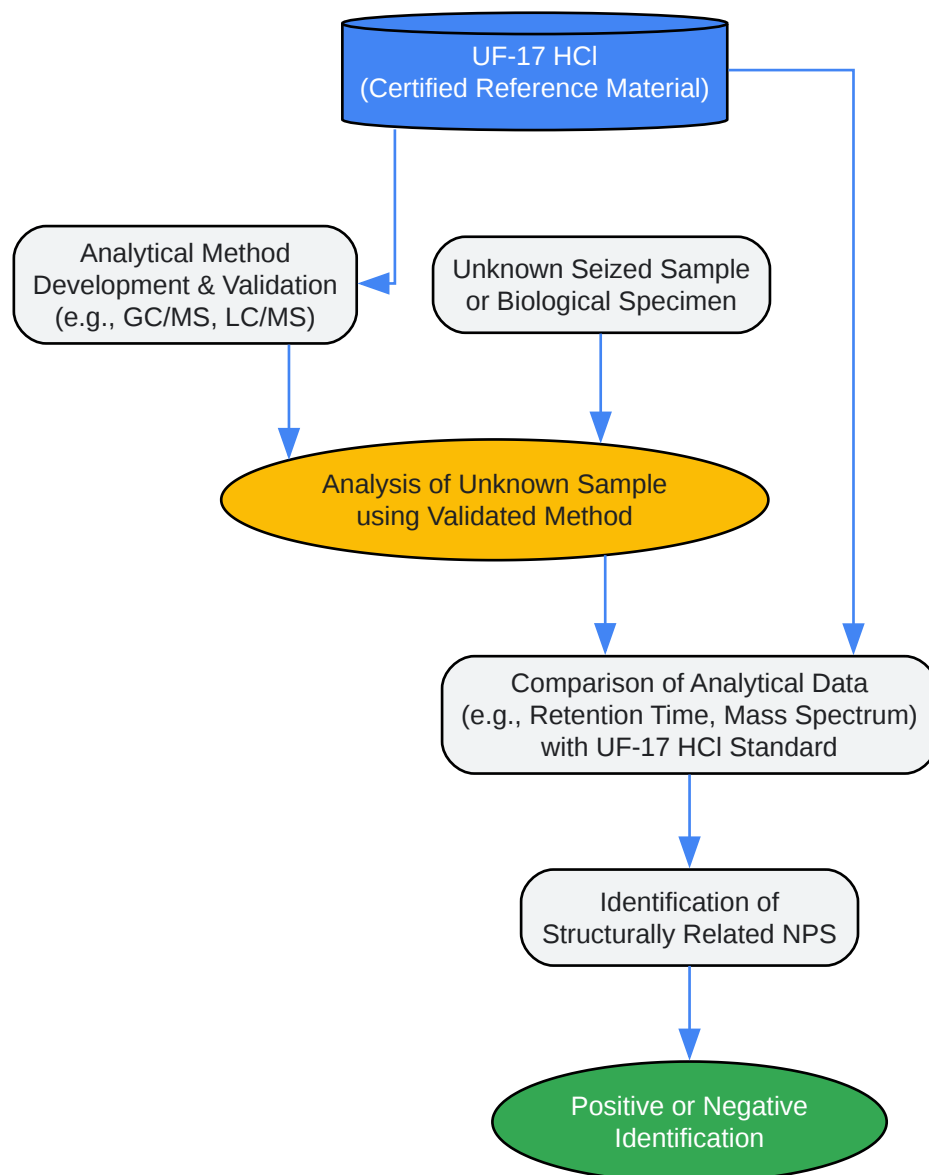 UF-17 HCl
(Certified Reference Material)
Analytical Method
Development & Validation
(e.g., GC/MS, LC/MS)
Unknown Seized Sample
or Biological Specimen
Analysis of Unknown Sample
using Validated Method
Comparison of Analytical Data
(e.g., Retention Time, Mass Spectrum)
with UF-17 HCl Standard
Identification of
Structurally Related NPS
Positive or Negative
Identification